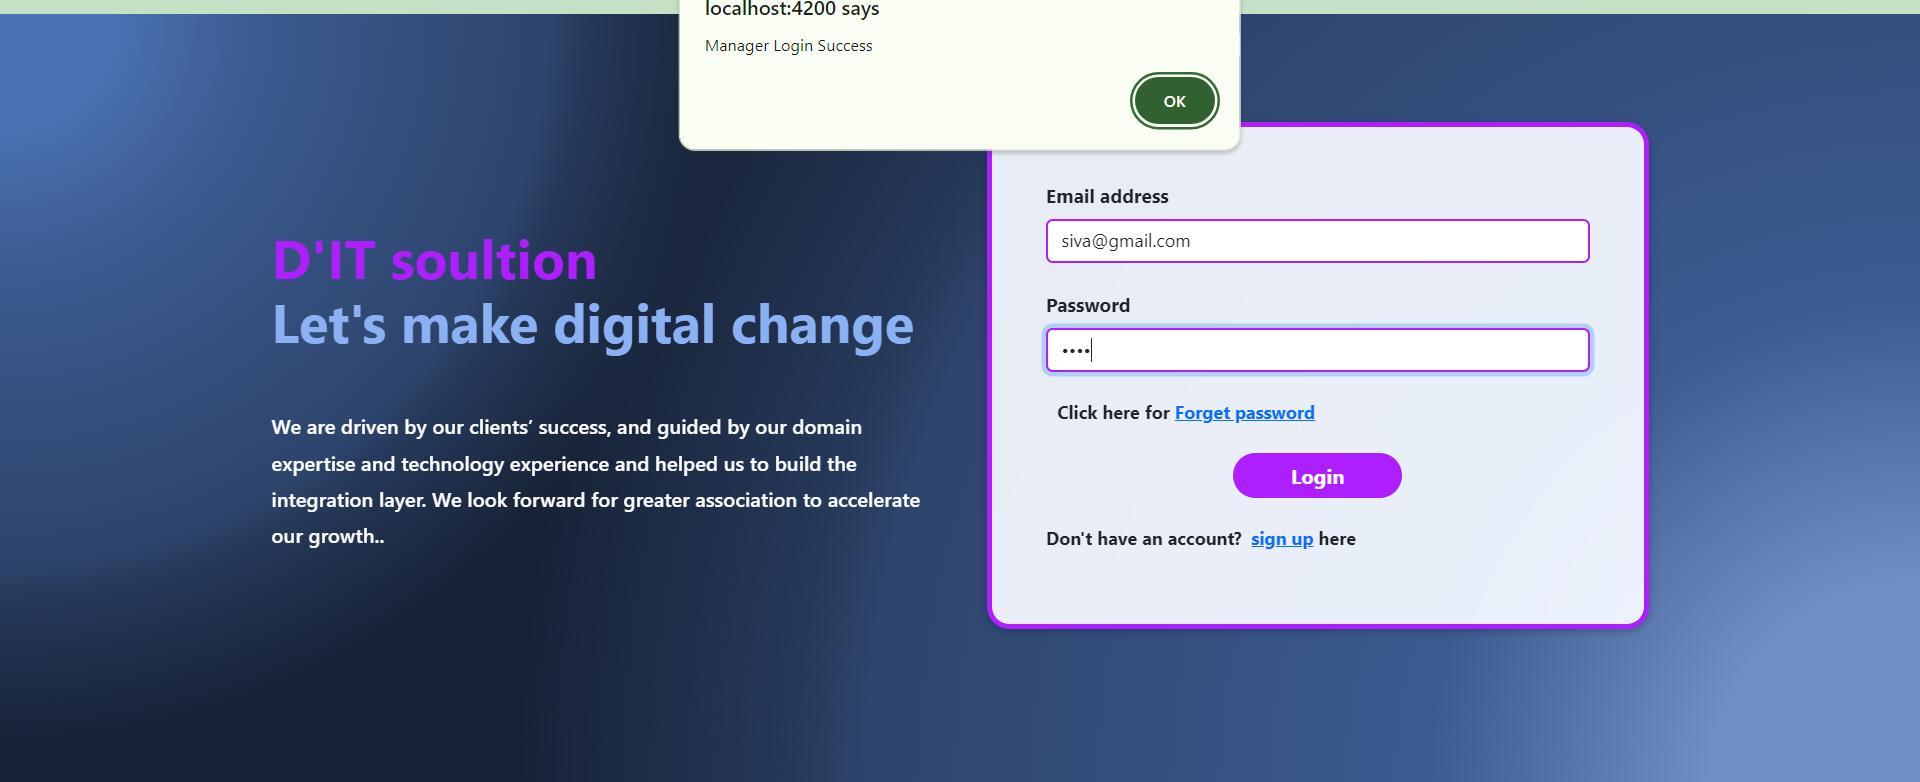 localhost:4200 says
Manager Login Success
OK
D'IT soultion
Let's make digital change
We are driven by our clients’ success, and guided by our domain
expertise and technology experience and helped us to build the
integration layer. We look forward for greater association to accelerate
our growth..
Email address
siva@gmail.com
Password
••••
Click here for Forget password
Login
Don't have an account? sign up here